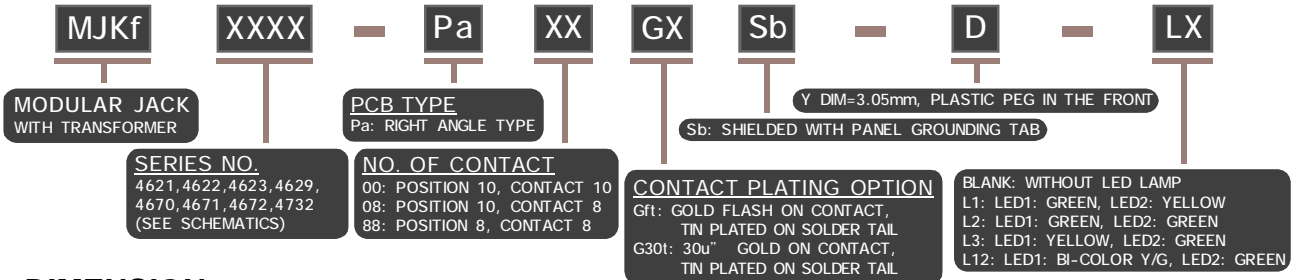 MJKf XXXX - Pa XX GX Sb - D - LX
MODULAR JACK
WITH TRANSFORMER
SERIES NO.
4621,4622,4623,4629,
4670,4671,4672,4732
(SEE SCHEMATICS)
PCB TYPE
Pa: RIGHT ANGLE TYPE
NO. OF CONTACT
00: POSITION 10, CONTACT 10
08: POSITION 10, CONTACT 8
88: POSITION 8, CONTACT 8
CONTACT PLATING OPTION
Gft: GOLD FLASH ON CONTACT,
TIN PLATED ON SOLDER TAIL
G30t: 30u” GOLD ON CONTACT,
TIN PLATED ON SOLDER TAIL
Sb: SHIELDED WITH PANEL GROUNDING TAB
Y DIM=3.05mm, PLASTIC PEG IN THE FRONT
BLANK: WITHOUT LED LAMP
L1: LED1: GREEN, LED2: YELLOW
L2: LED1: GREEN, LED2: GREEN
L3: LED1: YELLOW, LED2: GREEN
L12: LED1: BI-COLOR Y/G, LED2: GREEN